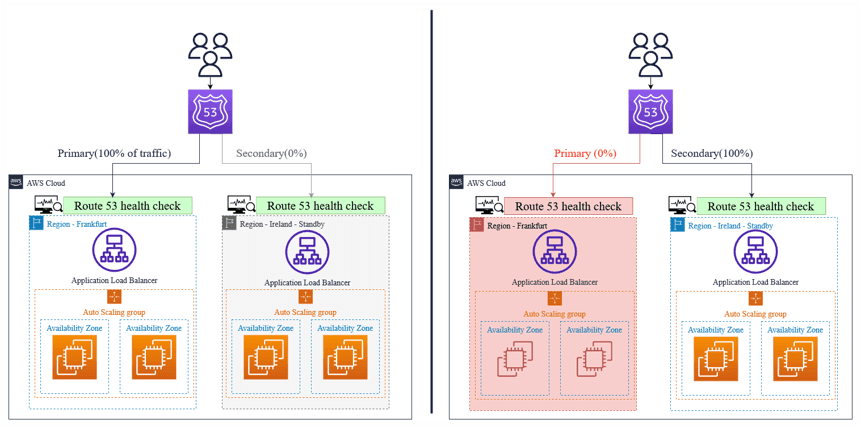 53
Primary(100% of traffic)
Secondary(0%)
aws
AWS Cloud
Route 53 health check
Route 53 health check
Region - Frankfurt
Region - Ireland - Standby
Application Load Balancer
Application Load Balancer
Auto Scaling group
Auto Scaling group
Availability Zone
Availability Zone
Availability Zone
Availability Zone
53
Primary (0%)
Secondary(100%)
aws
AWS Cloud
Route 53 health check
Route 53 health check
Region - Frankfurt
Region - Ireland - Standby
Application Load Balancer
Application Load Balancer
Auto Scaling group
Auto Scaling group
Availability Zone
Availability Zone
Availability Zone
Availability Zone